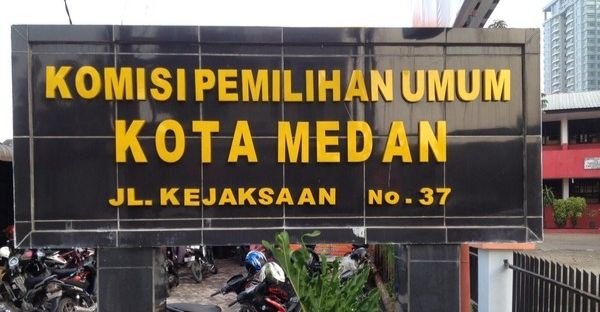 KOMISI PEMILIHAN UMUM
KOTA MEDAN
JL. KEJAKSAAN No. 37